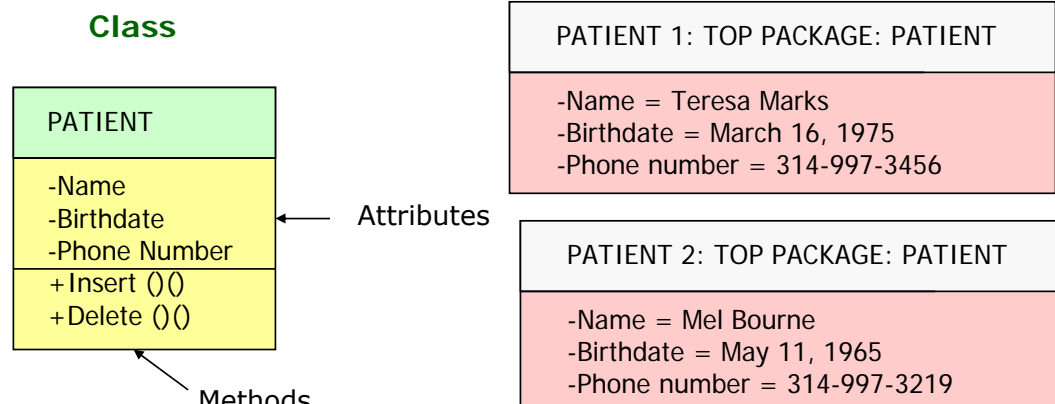 Class
PATIENT
-Name
-Birthdate
-Phone Number
+Insert ()()
+Delete ()()
Attributes
Methods
PATIENT 1: TOP PACKAGE: PATIENT
-Name = Teresa Marks
-Birthdate = March 16, 1975
-Phone number = 314-997-3456
PATIENT 2: TOP PACKAGE: PATIENT
-Name = Mel Bourne
-Birthdate = May 11, 1965
-Phone number = 314-997-3219